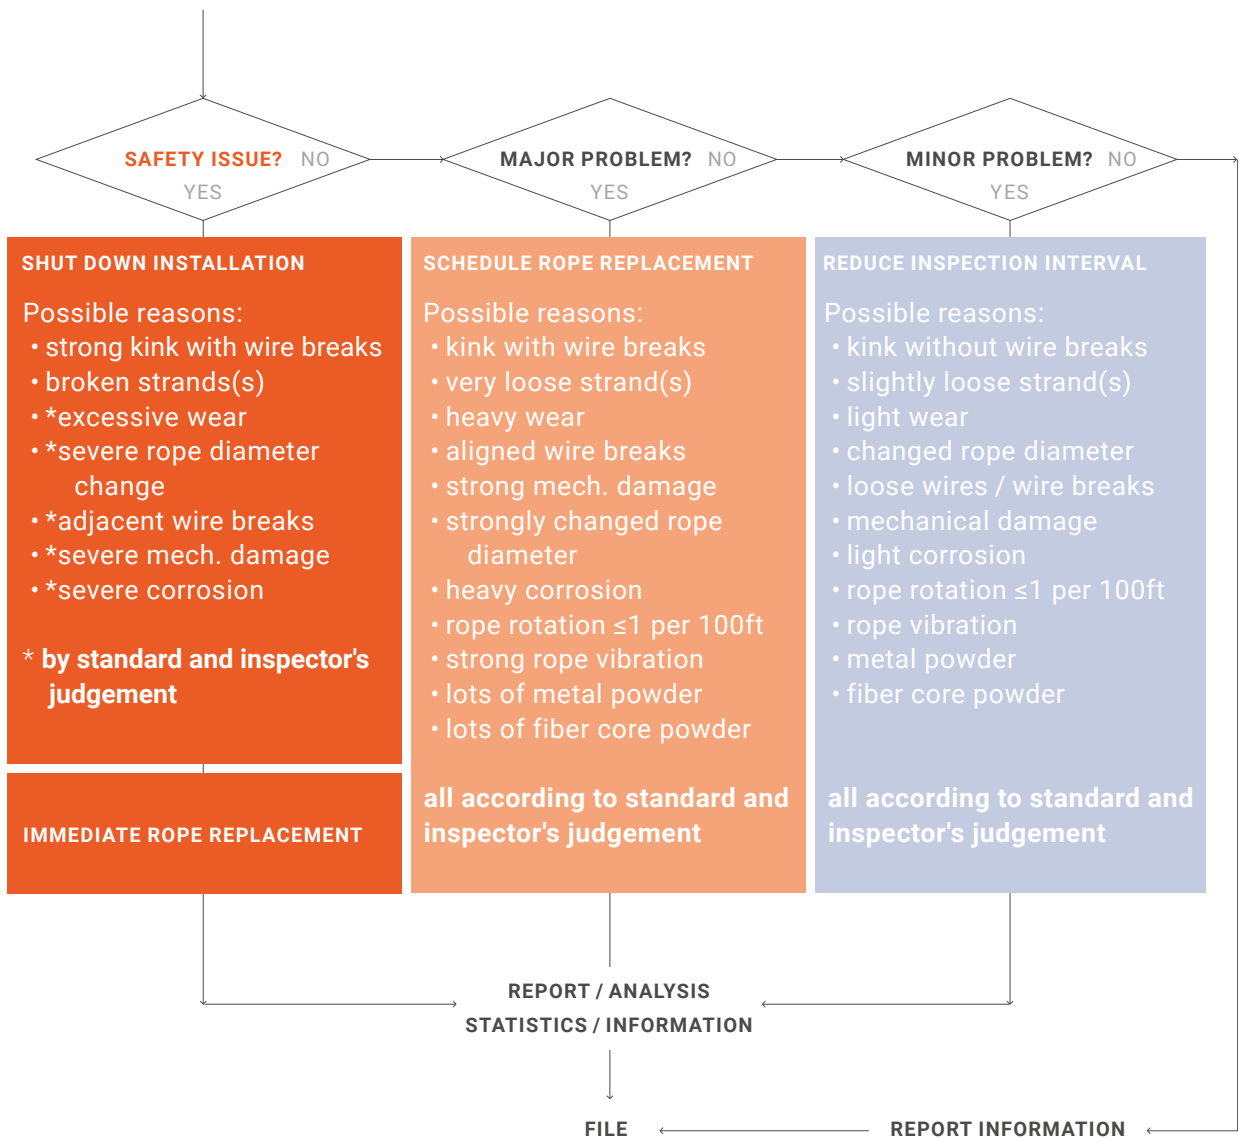 SAFETY ISSUE? NO
YES
MAJOR PROBLEM? NO
YES
MINOR PROBLEM? NO
YES
SHUT DOWN INSTALLATION
Possible reasons:
• strong kink with wire breaks
• broken strands(s)
• *excessive wear
• *severe rope diameter
change
• *adjacent wire breaks
• *severe mech. damage
• *severe corrosion
* by standard and inspector's
judgement
IMMEDIATE ROPE REPLACEMENT
SCHEDULE ROPE REPLACEMENT
Possible reasons:
• kink with wire breaks
• very loose strand(s)
• heavy wear
• aligned wire breaks
• strong mech. damage
• strongly changed rope
diameter
• heavy corrosion
• rope rotation ≤1 per 100ft
• strong rope vibration
• lots of metal powder
• lots of fiber core powder
all according to standard and
inspector's judgement
REDUCE INSPECTION INTERVAL
Possible reasons:
• kink without wire breaks
• slightly loose strand(s)
• light wear
• changed rope diameter
• loose wires / wire breaks
• mechanical damage
• light corrosion
• rope rotation ≤1 per 100ft
• rope vibration
• metal powder
• fiber core powder
all according to standard and
inspector's judgement
REPORT / ANALYSIS
STATISTICS / INFORMATION
FILE
REPORT INFORMATION